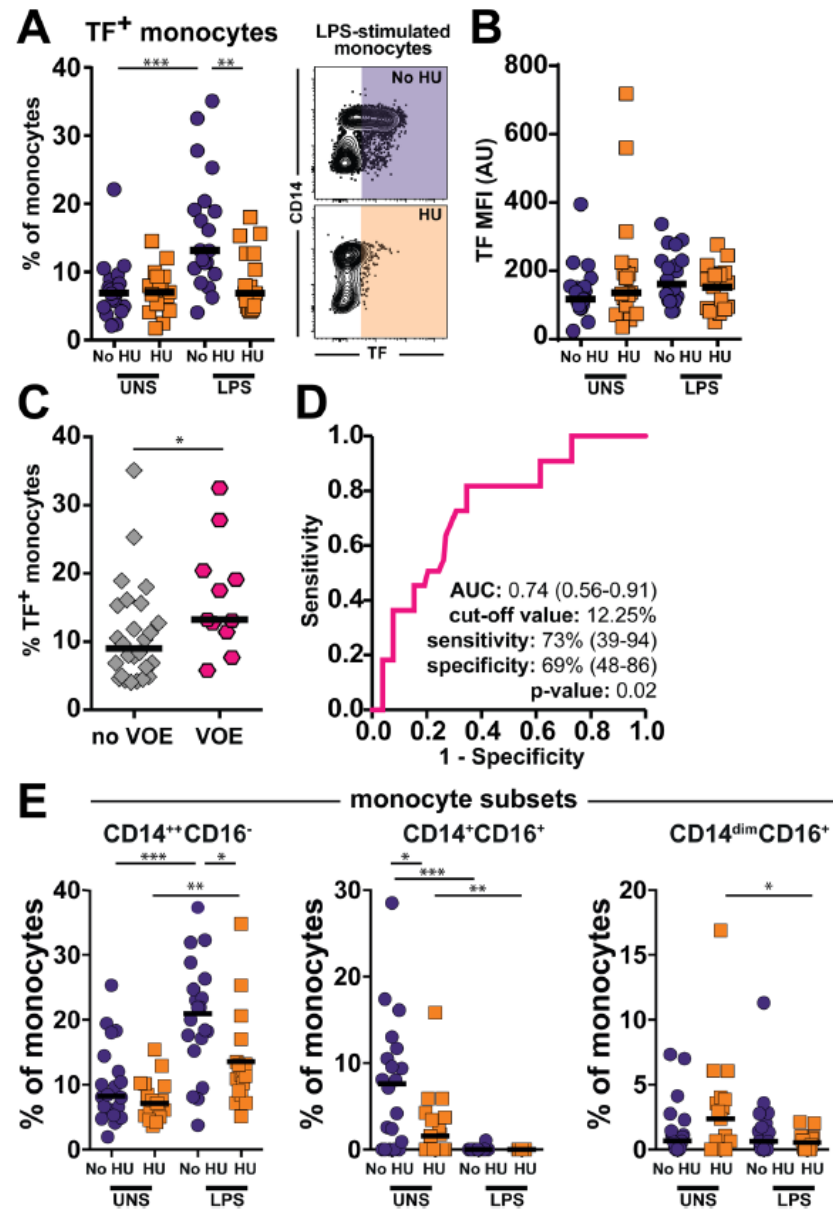 A
TF⁺ monocytes
*** **
% of monocytes
40
30
20
10
0
No HU HU No HU HU
UNS LPS
LPS-stimulated
monocytes
No HU
HU
CD14
TF
B
TF MFI (AU)
800
600
400
200
0
No HU HU No HU HU
UNS LPS
C
% TF⁺ monocytes
40
30
20
10
0
*
no VOE VOE
D
Sensitivity
1.0
0.8
0.6
0.4
0.2
0.0
0.0 0.2 0.4 0.6 0.8 1.0
1 - Specificity
AUC: 0.74 (0.56-0.91)
cut-off value: 12.25%
sensitivity: 73% (39-94)
specificity: 69% (48-86)
p-value: 0.02
E
monocyte subsets
CD14⁺⁺CD16⁻
*** *
**
% of monocytes
40
30
20
10
0
No HU HU No HU HU
UNS LPS
CD14⁺CD16⁺
*
***
**
% of monocytes
30
20
10
0
No HU HU No HU HU
UNS LPS
CD14ᵈⁱᵐCD16⁺
*
% of monocytes
20
15
10
5
0
No HU HU No HU HU
UNS LPS